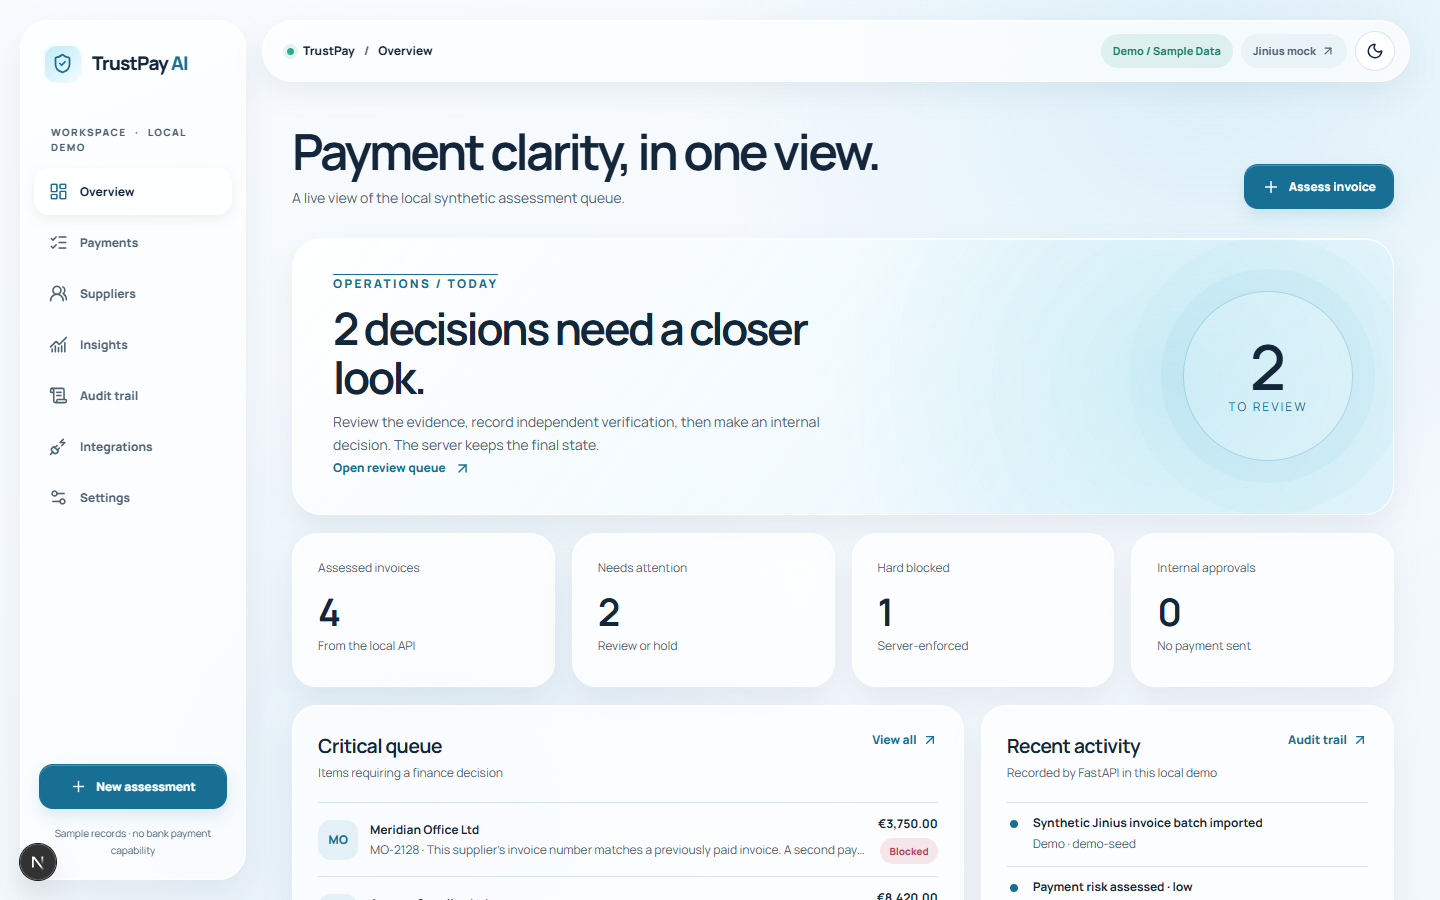 TrustPay AI
WORKSPACE · LOCAL
DEMO
Overview
Payments
Suppliers
Insights
Audit trail
Integrations
Settings
New assessment
Sample records · no bank payment
capability
N
TrustPay / Overview
Demo / Sample Data
Jinius mock
Payment clarity, in one view.
A live view of the local synthetic assessment queue.
Assess invoice
OPERATIONS / TODAY
2 decisions need a closer
look.
Review the evidence, record independent verification, then make an internal
decision. The server keeps the final state.
Open review queue
2
TO REVIEW
Assessed invoices
4
From the local API
Needs attention
2
Review or hold
Hard blocked
1
Server-enforced
Internal approvals
0
No payment sent
Critical queue
View all
Items requiring a finance decision
MO
Meridian Office Ltd
MO-2128 · This supplier's invoice number matches a previously paid invoice. A second pay...
€3,750.00
Blocked
€8,420.00
Recent activity
Audit trail
Recorded by FastAPI in this local demo
Synthetic Jinius invoice batch imported
Demo · demo-seed
Payment risk assessed · low